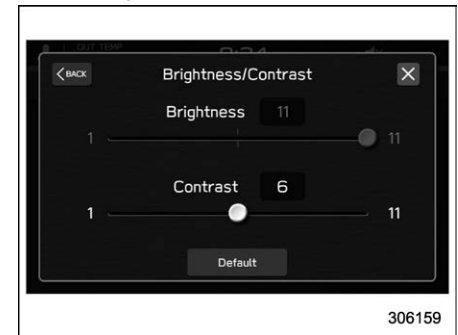 OUT TEMP
BACK
Brightness/Contrast
Brightness 11
1 11
Contrast 6
1 11
Default
306159